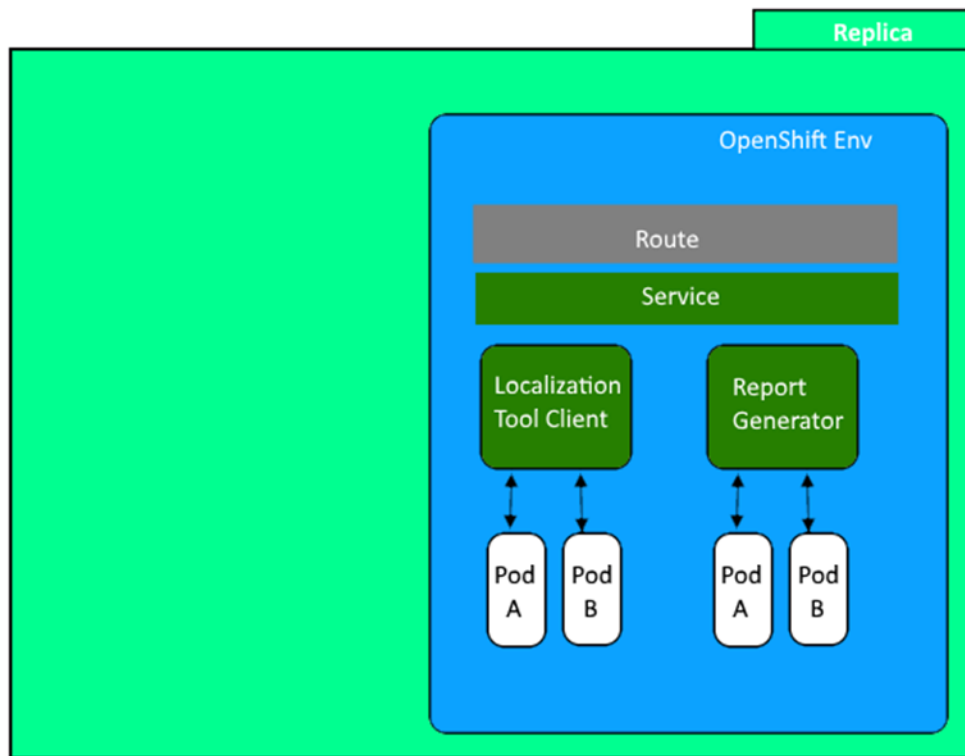 Replica
OpenShift Env
Route
Service
Localization
Tool Client
Report
Generator
Pod
A
Pod
B
Pod
A
Pod
B